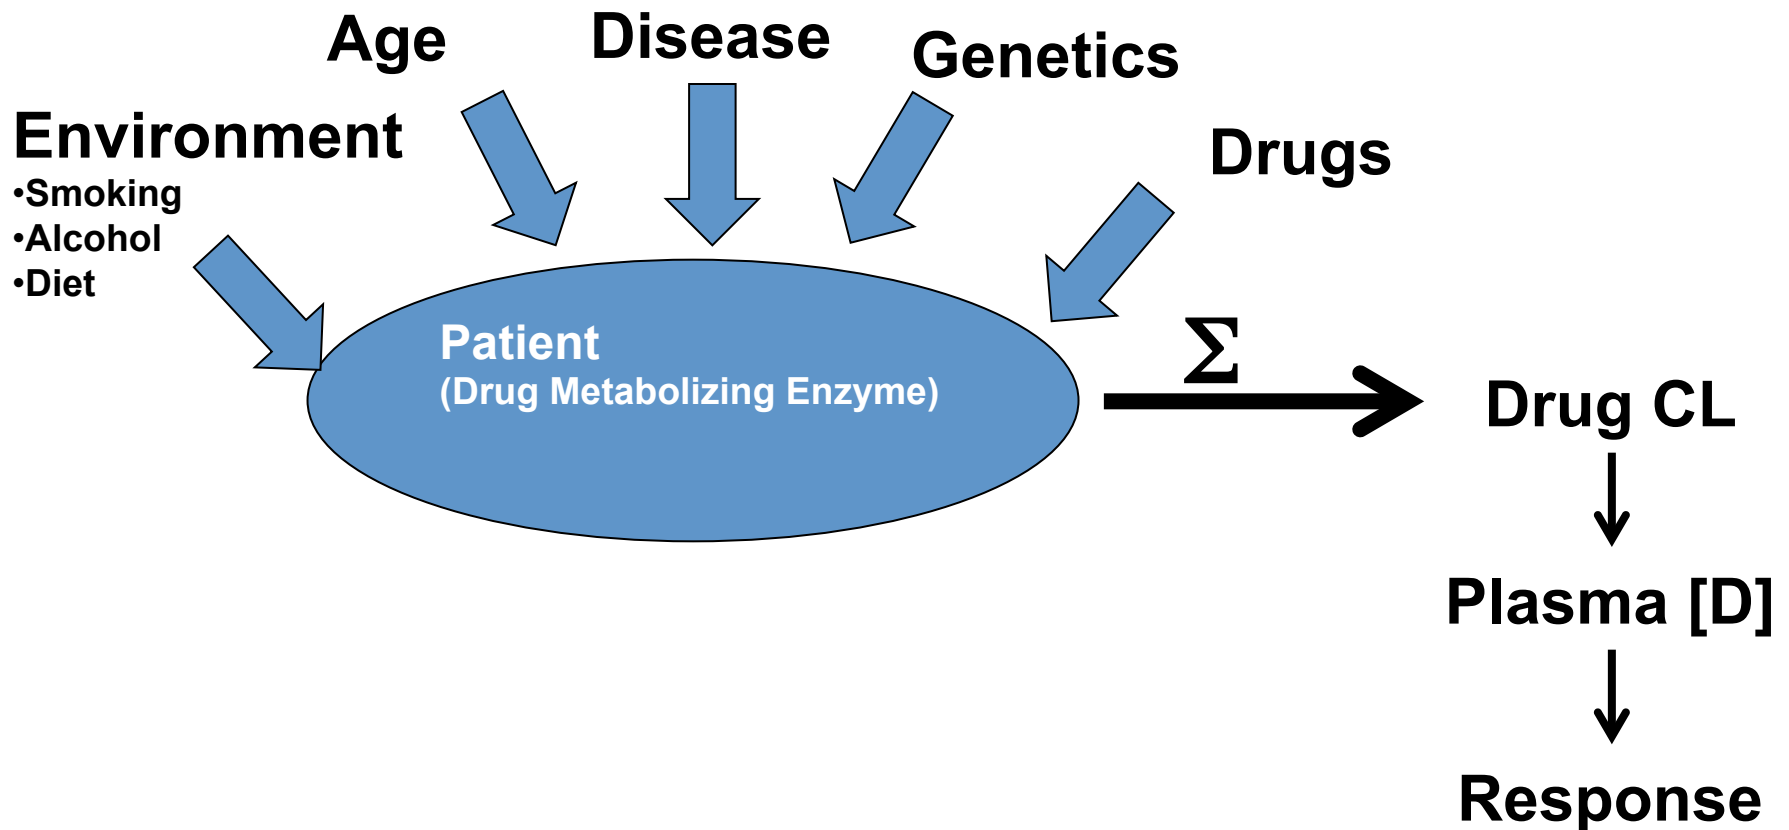 Age
Disease
Genetics
Environment
•Smoking
•Alcohol
•Diet
Drugs
Patient
(Drug Metabolizing Enzyme)
Σ
Drug CL
Plasma [D]
Response